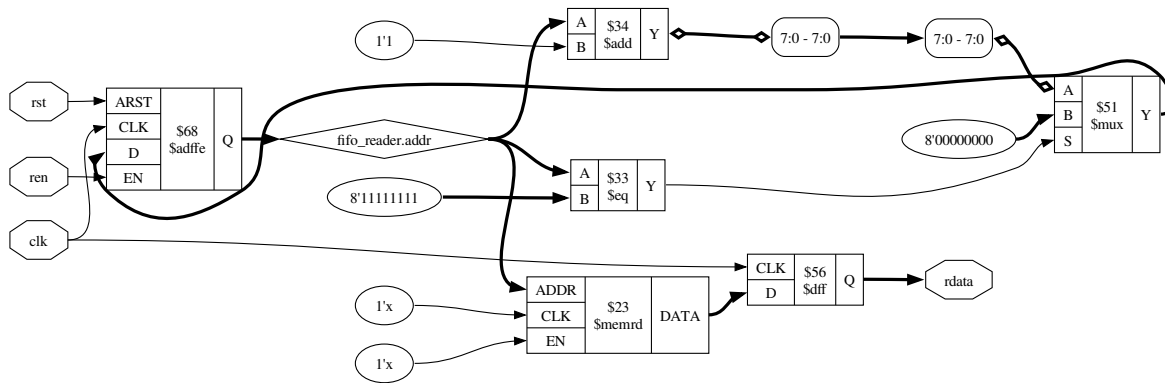 rst
ren
clk
ARST
CLK
D
EN
$68
$adffe
Q
1'1
fifo_reader.addr
8'11111111
1'x
1'x
A
B
$34
$add
Y
A
B
$33
$eq
Y
ADDR
CLK
EN
$23
$memrd
DATA
7:0 - 7:0
7:0 - 7:0
CLK
D
$56
$dff
Q
8'00000000
rdata
A
B
S
$51
$mux
Y